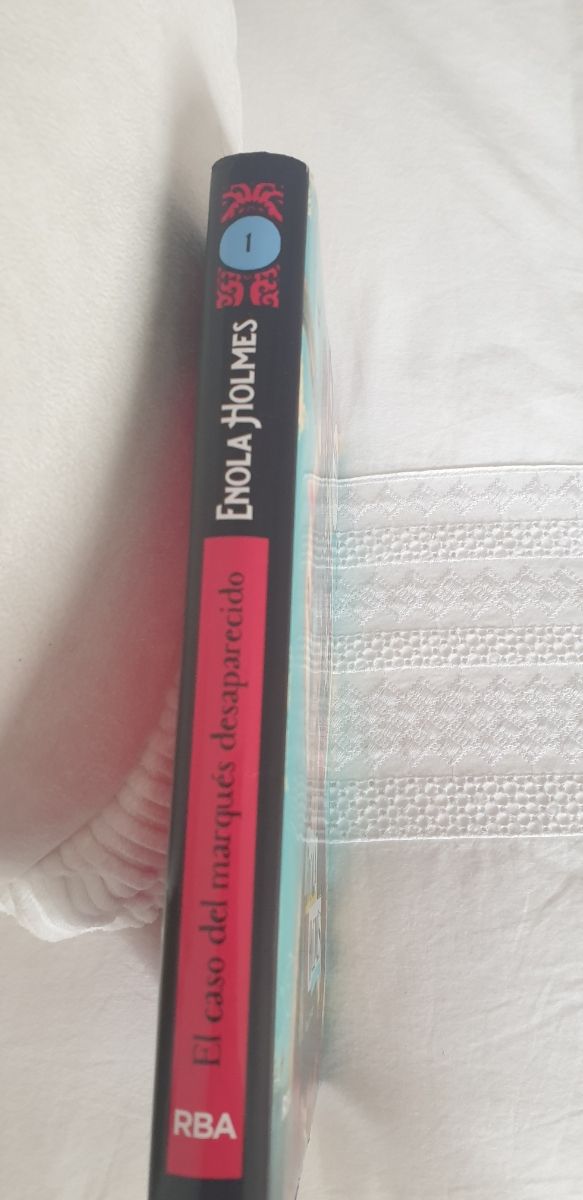 1
ENOLA HOLMES
El caso del marqués desaparecido
RBA